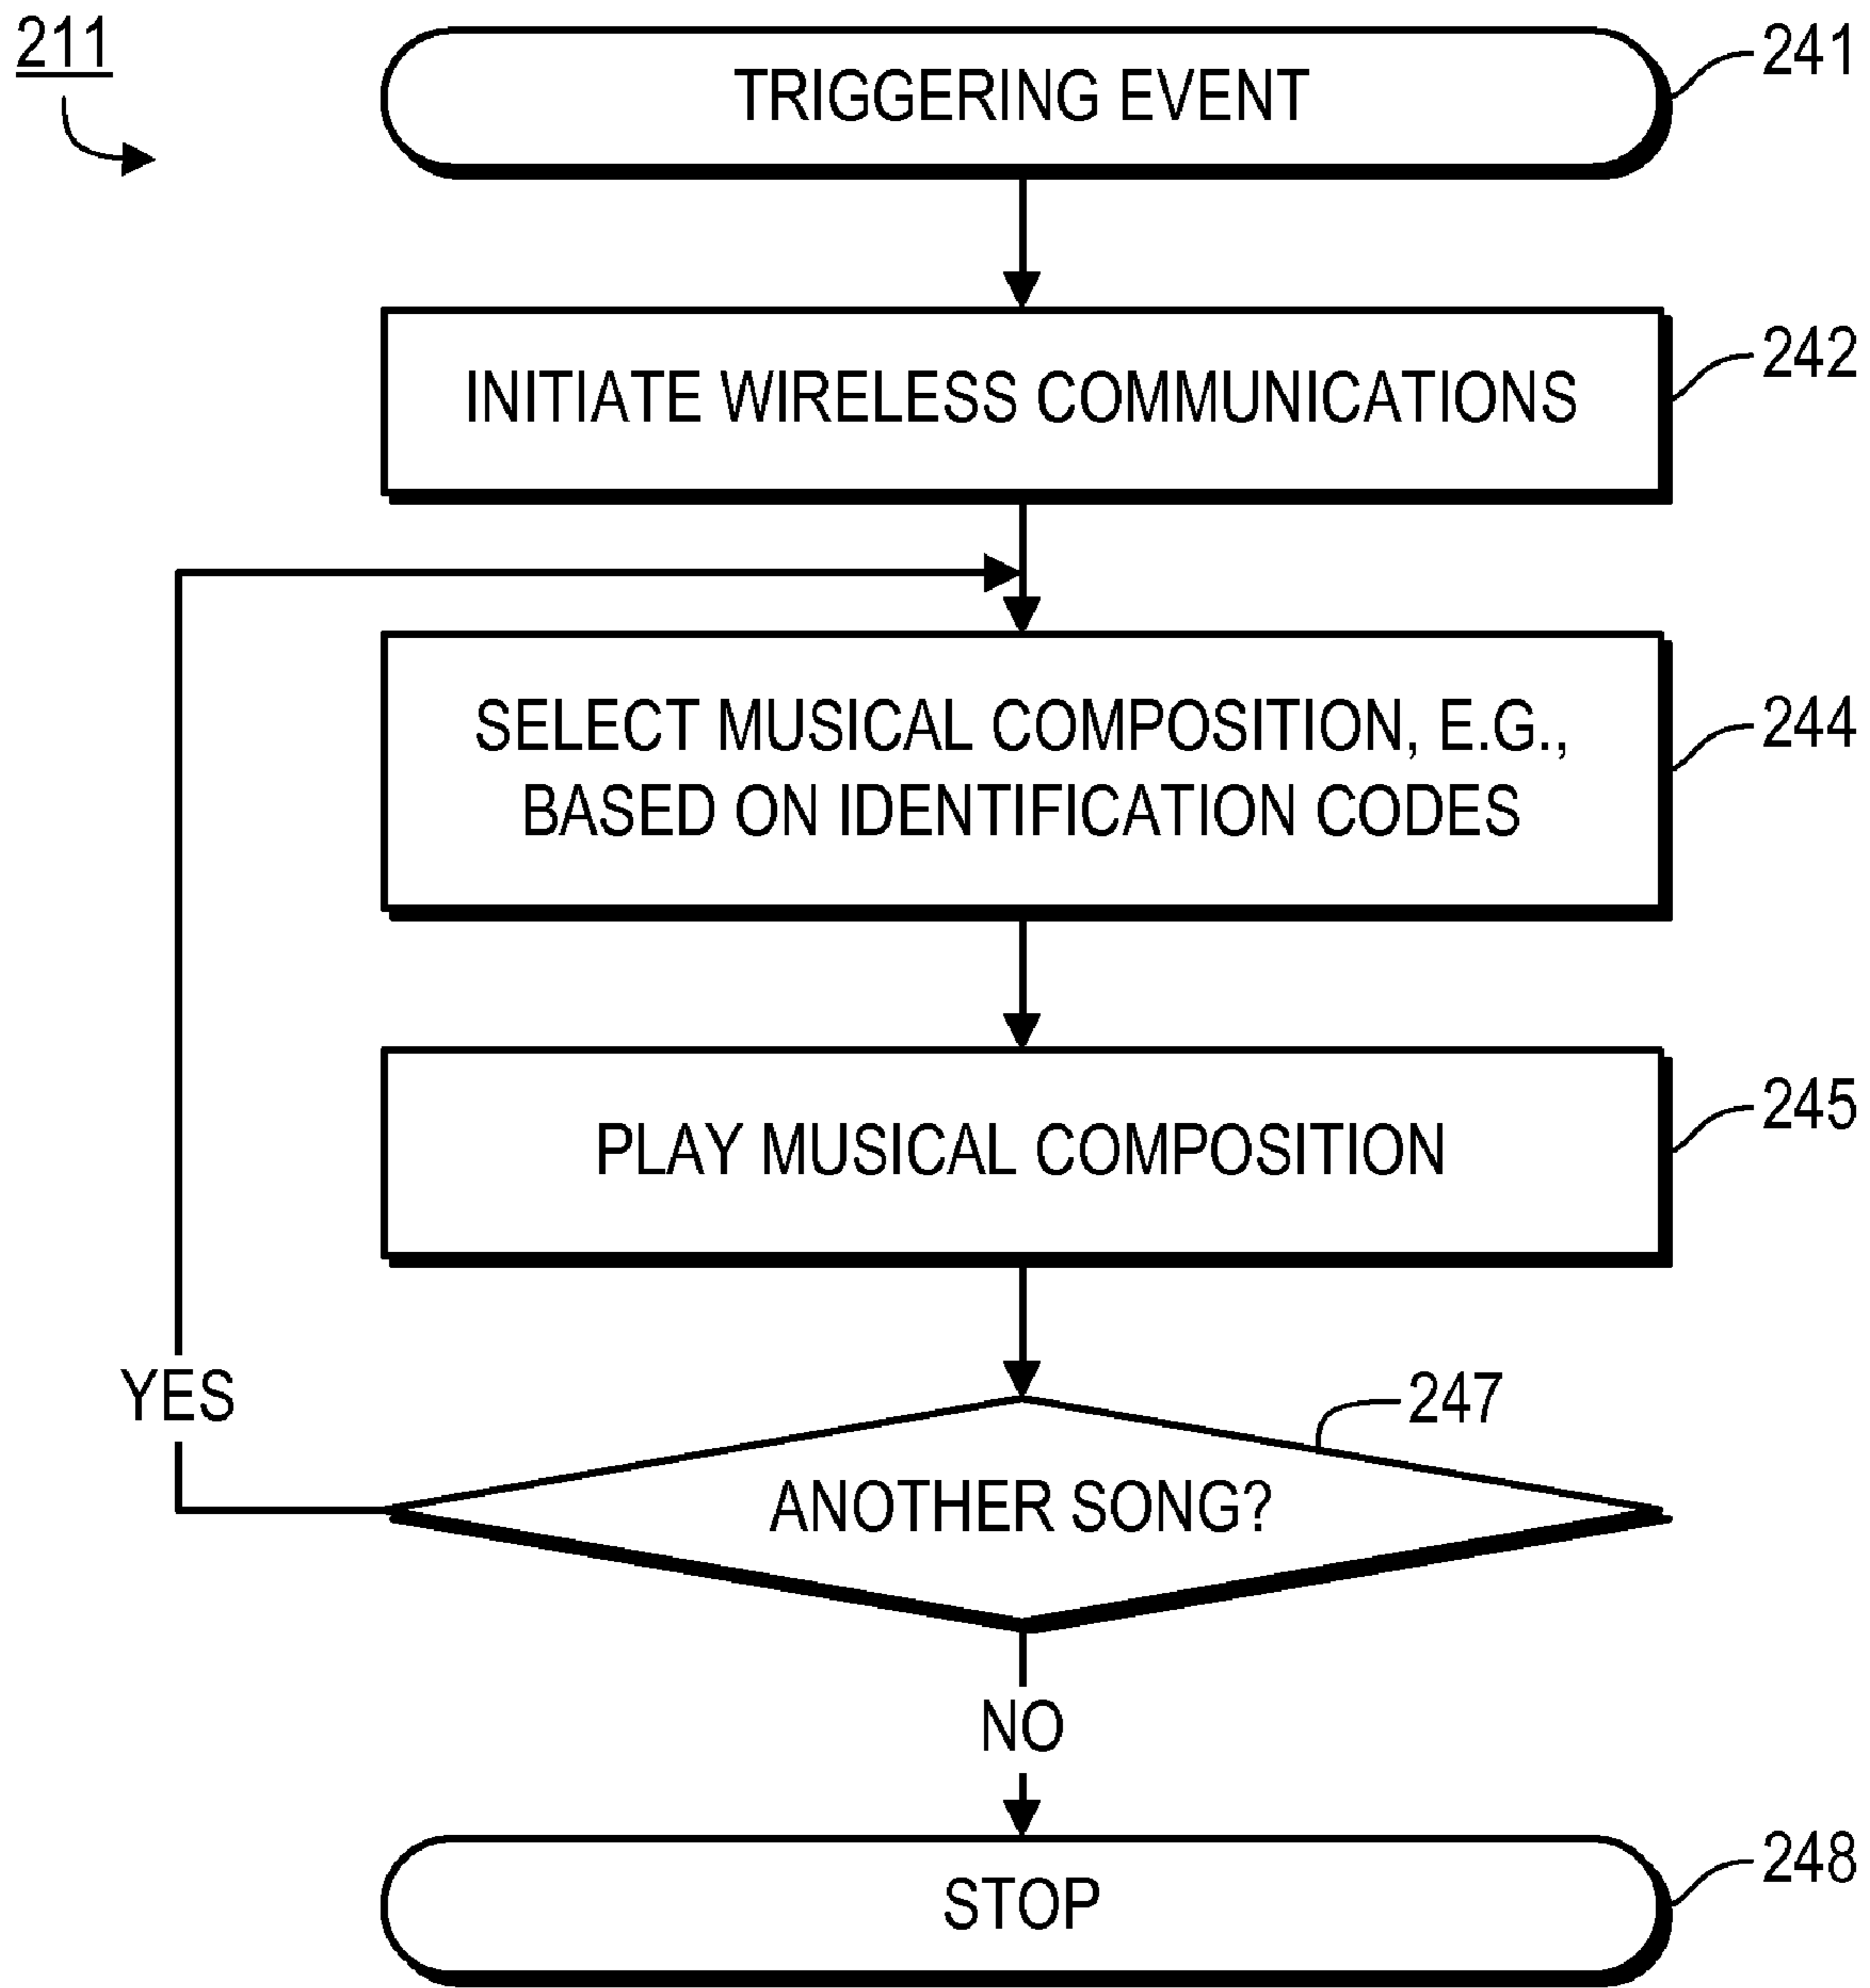 211
TRIGGERING EVENT
241
INITIATE WIRELESS COMMUNICATIONS
242
SELECT MUSICAL COMPOSITION, E.G.,
BASED ON IDENTIFICATION CODES
244
PLAY MUSICAL COMPOSITION
245
YES
247
ANOTHER SONG?
NO
STOP
248